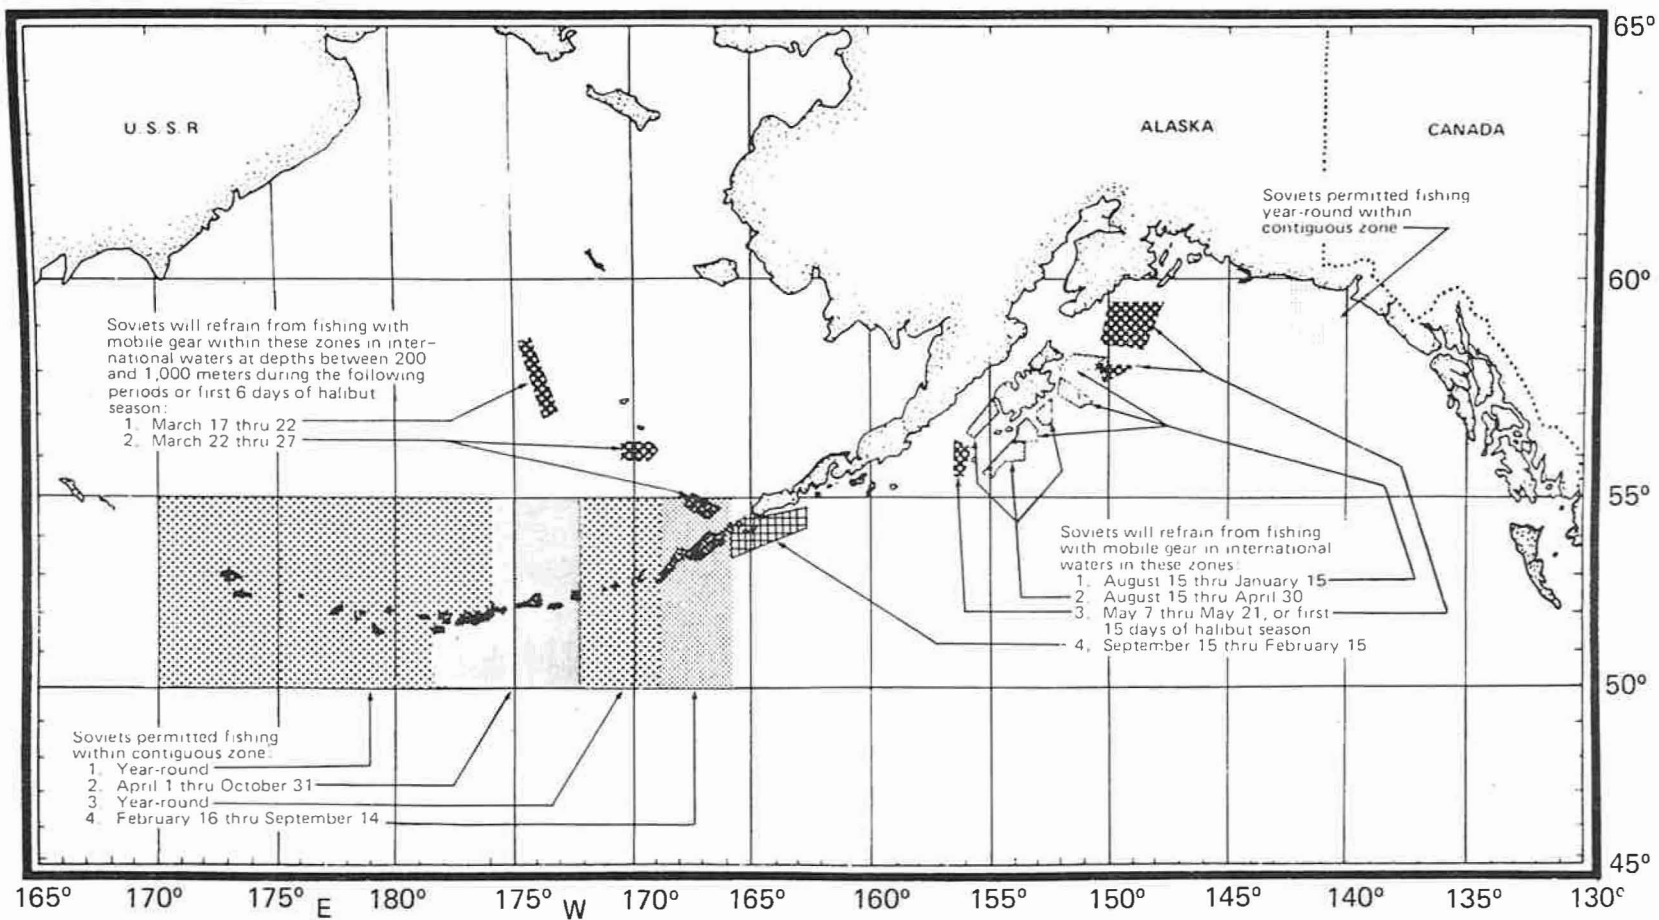 65°
U.S.S.R
ALASKA
CANADA
Soviets permitted fishing
year-round within
contiguous zone
60°
Soviets will refrain from fishing with
mobile gear within these zones in inter-
national waters at depths between 200
and 1,000 meters during the following
periods or first 6 days of halibut
season:
1. March 17 thru 22
2. March 22 thru 27
55°
Soviets will refrain from fishing
with mobile gear in international
waters in these zones:
1. August 15 thru January 15
2. August 15 thru April 30
3. May 7 thru May 21, or first
15 days of halibut season
4. September 15 thru February 15
50°
Soviets permitted fishing
within contiguous zone:
1. Year-round
2. April 1 thru October 31
3. Year-round
4. February 16 thru September 14
45°
165° 170° 175° E 180° 175° W 170° 165° 160° 155° 150° 145° 140° 135° 130°